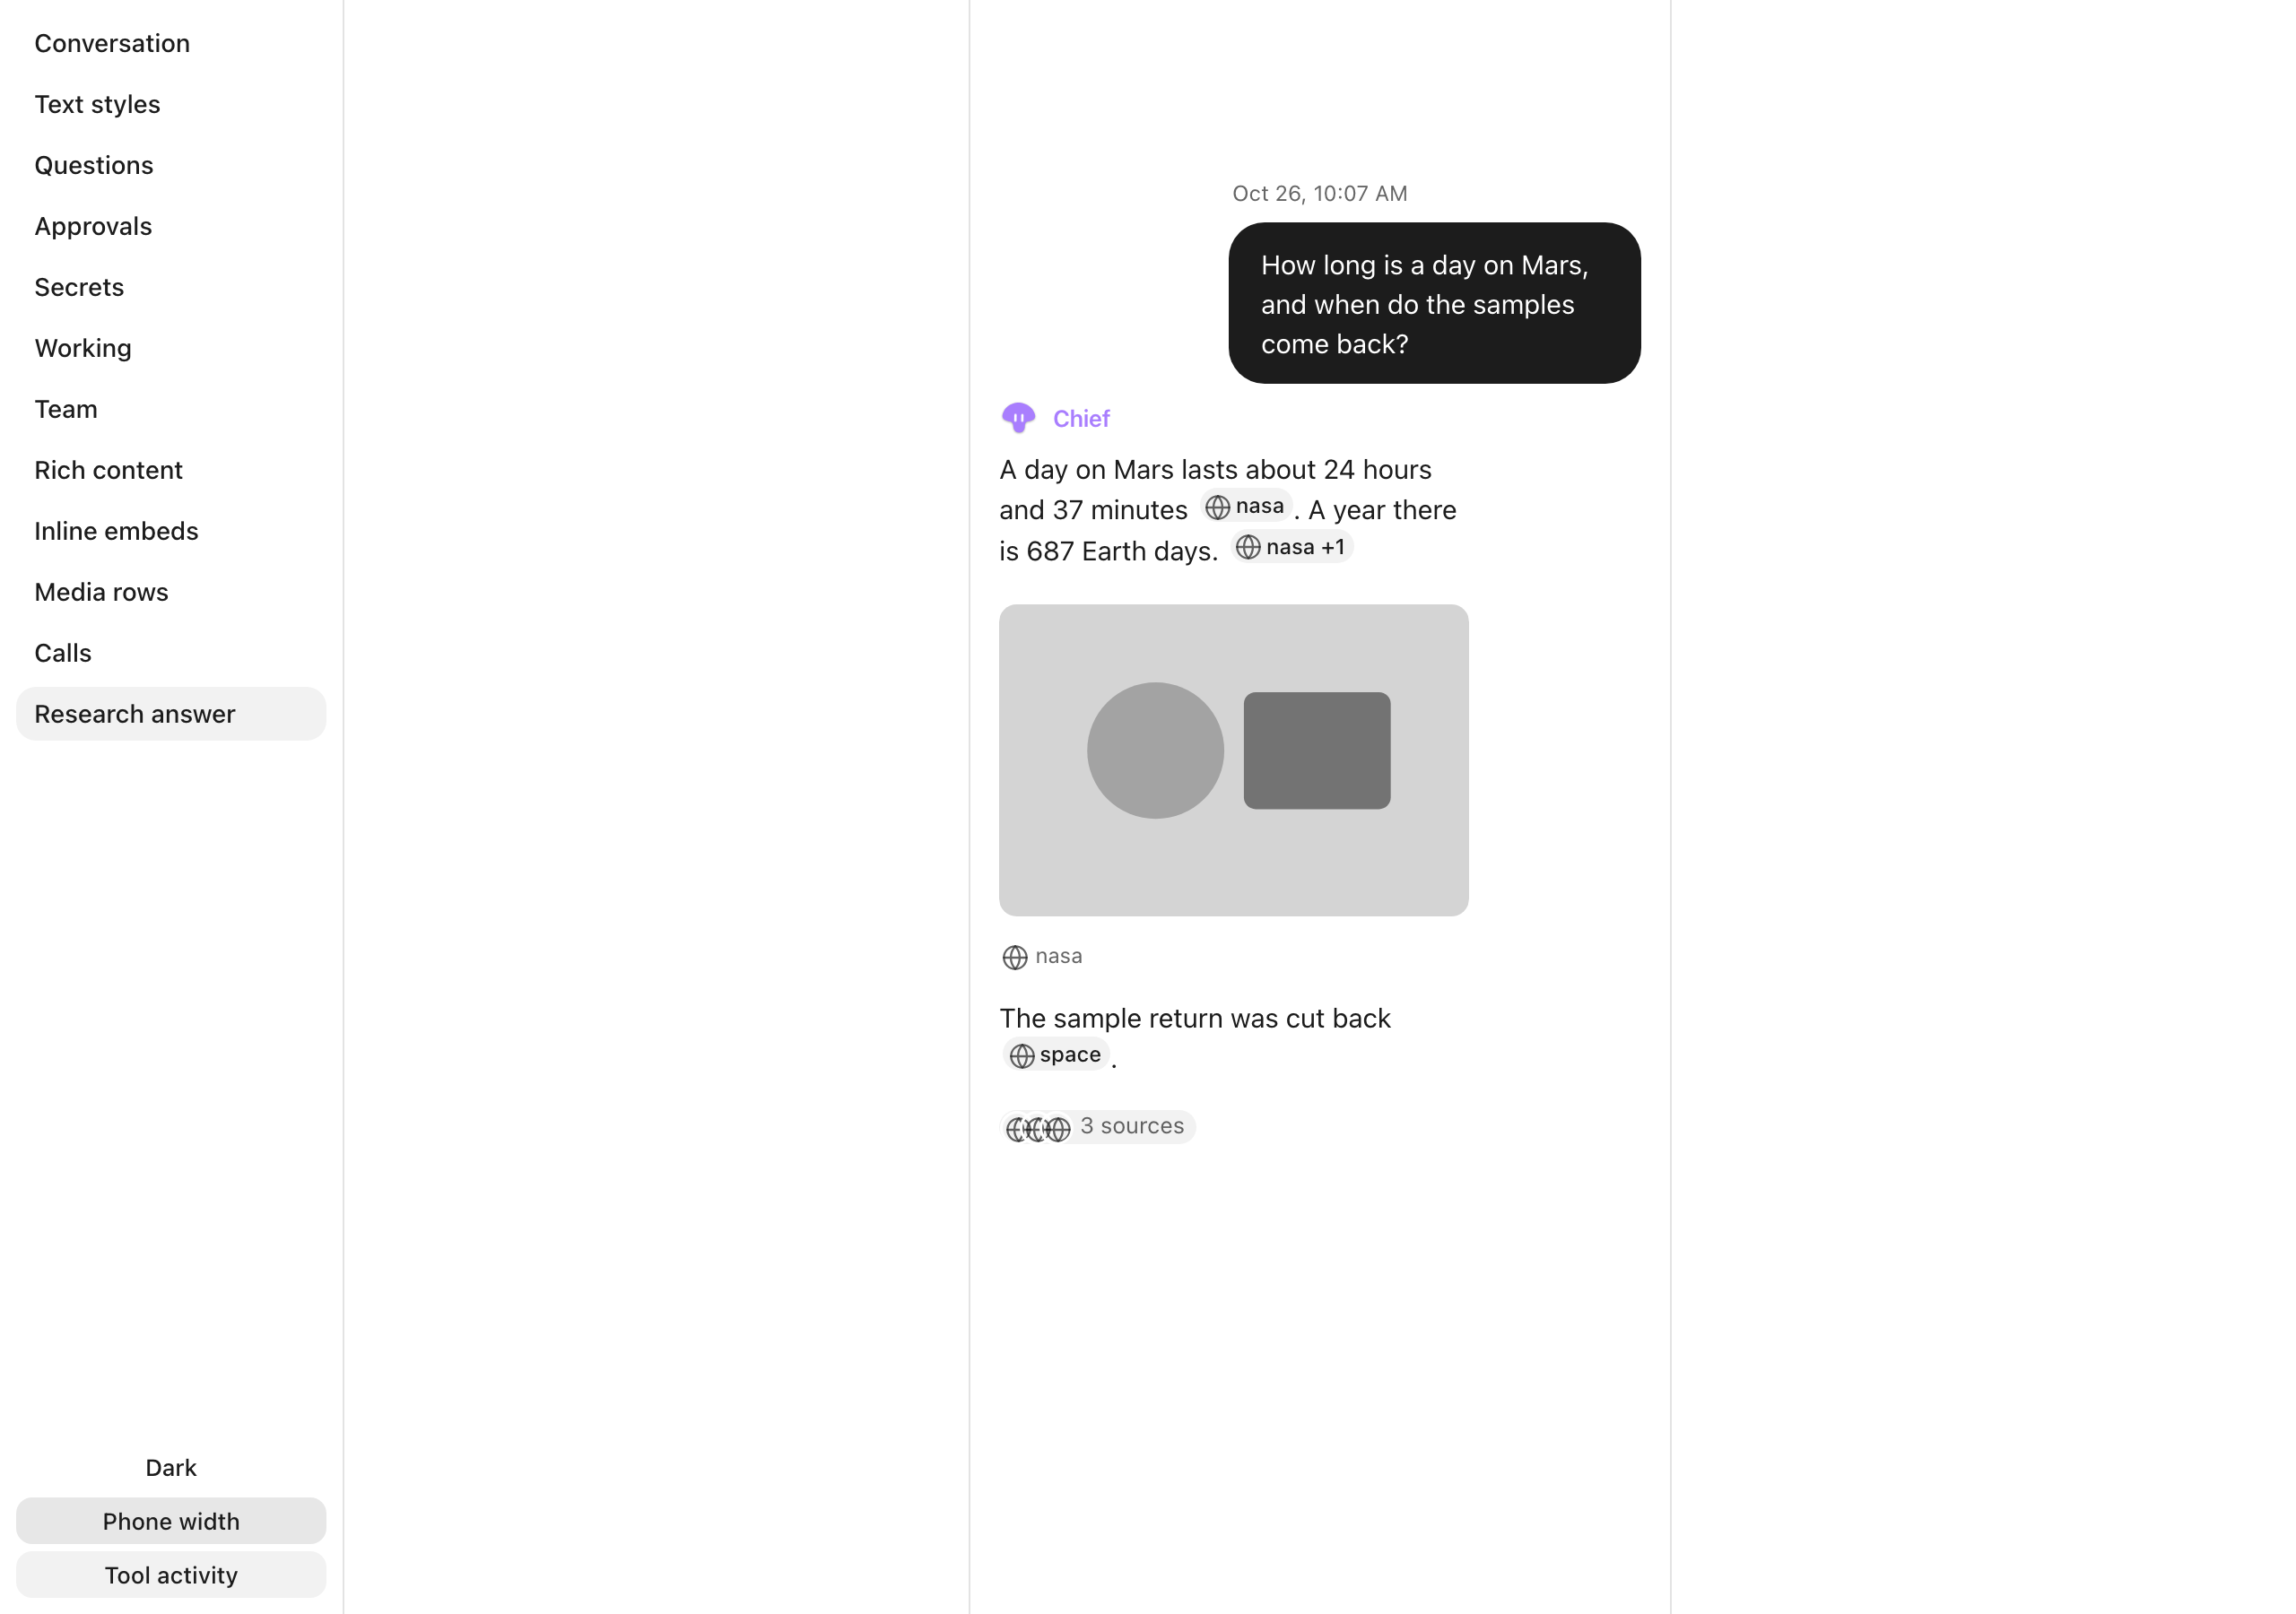 Conversation
Text styles
Questions
Approvals
Secrets
Working
Team
Rich content
Inline embeds
Media rows
Calls
Research answer
Dark
Phone width
Tool activity
Oct 26, 10:07 AM
How long is a day on Mars,
and when do the samples
come back?
Chief
A day on Mars lasts about 24 hours
and 37 minutes nasa . A year there
is 687 Earth days. nasa +1
nasa
The sample return was cut back
space .
3 sources